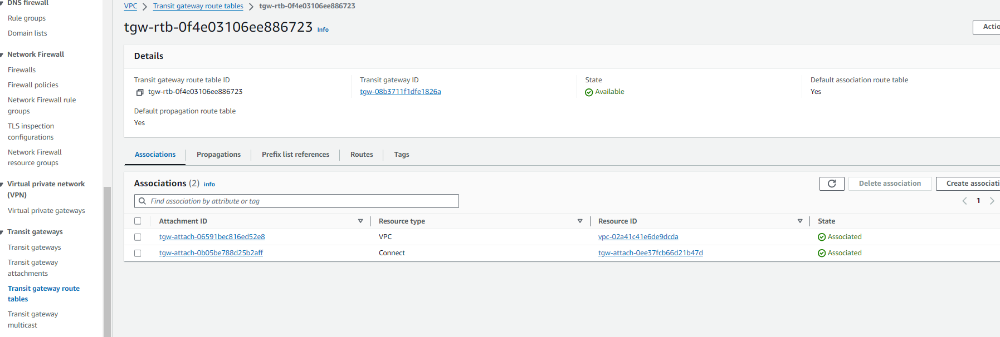 DNS firewall
Rule groups
Domain lists
Network Firewall
Firewalls
Firewall policies
Network Firewall rule
groups
TLS inspection
configurations
Network Firewall
resource groups
Virtual private network
(VPN)
Virtual private gateways
Transit gateways
Transit gateways
Transit gateway
attachments
Transit gateway route
tables
Transit gateway
multicast
VPC > Transit gateway route tables > tgw-rtb-0f4e03106ee886723
tgw-rtb-0f4e03106ee886723 Info
Actio
Details
Transit gateway route table ID
tgw-rtb-0f4e03106ee886723
Transit gateway ID
tgw-08b3711f1dfe1826a
State
Available
Default association route table
Yes
Default propagation route table
Yes
Associations Propagations Prefix list references Routes Tags
Associations (2) info
Delete association
Create associati
Find association by attribute or tag
1
Attachment ID Resource type Resource ID State
tgw-attach-06591bec816ed52e8 VPC vpc-02a41c41e6de9dcda Associated
tgw-attach-0b05be788d25b2aff Connect tgw-attach-0ee37fcb66d21b47d Associated